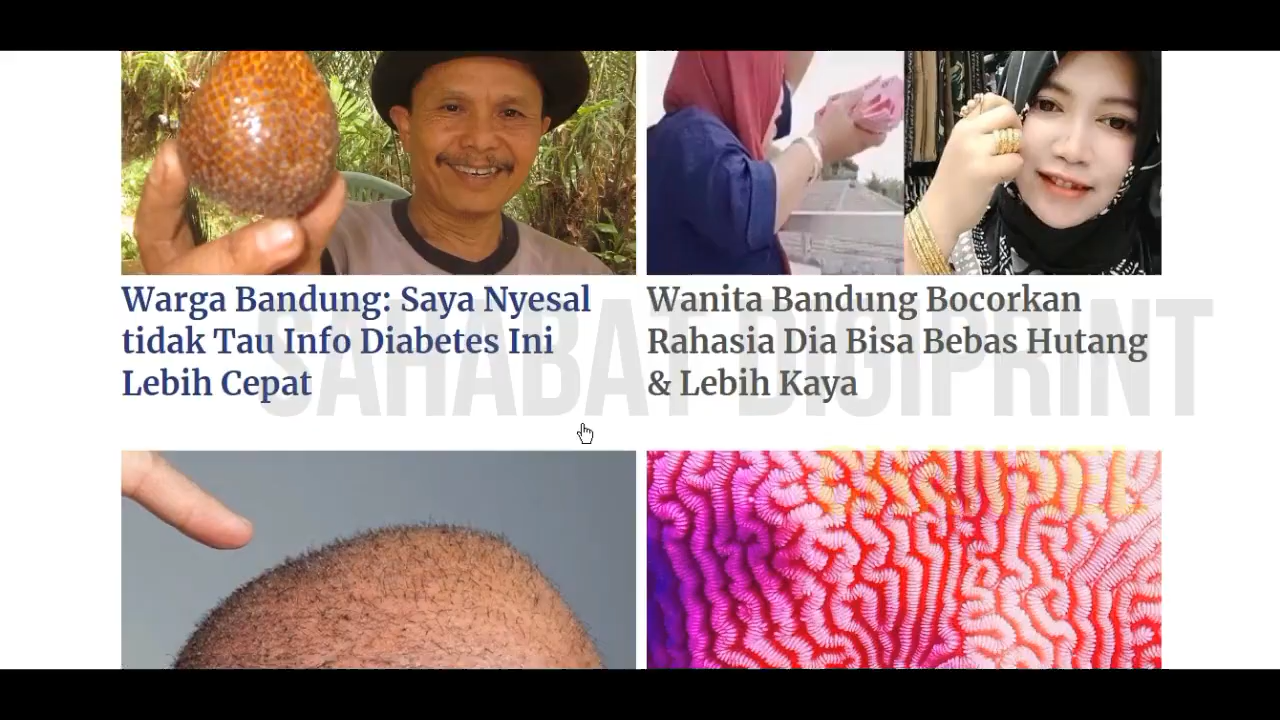 Warga Bandung: Saya Nyesal
tidak Tau Info Diabetes Ini
Lebih Cepat
Wanita Bandung Bocorkan
Rahasia Dia Bisa Bebas Hutang
& Lebih Kaya
SAHABAT DIGIPRINT